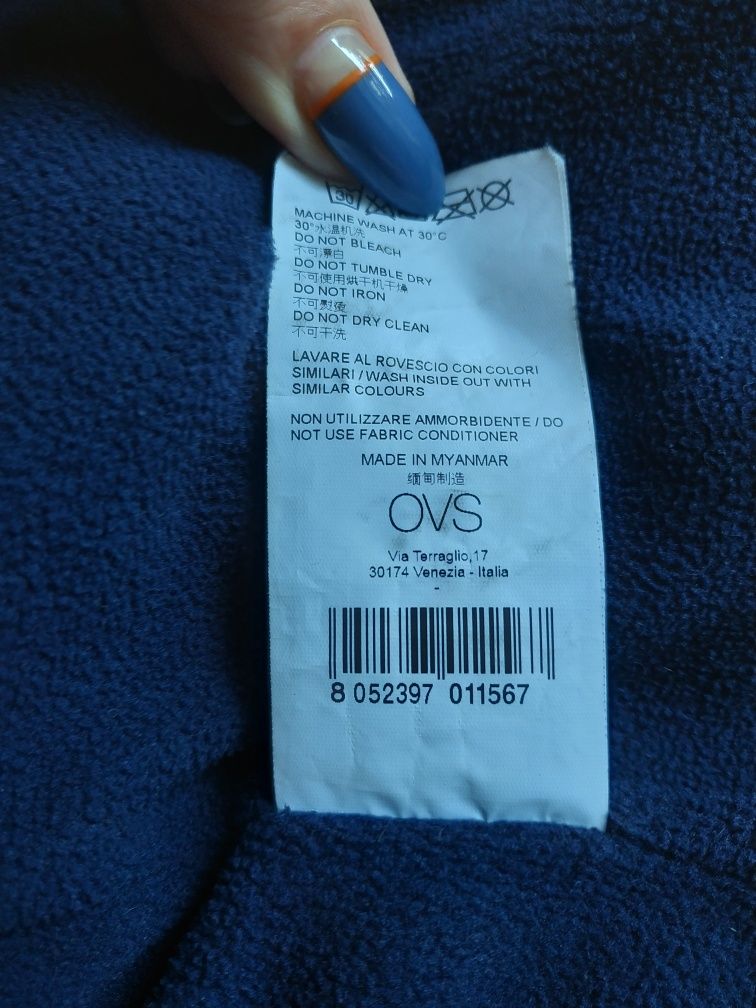 30
MACHINE WASH AT 30°C
30°水温机洗
DO NOT BLEACH
不可漂白
DO NOT TUMBLE DRY
不可使用烘干机干燥
DO NOT IRON
不可熨烫
DO NOT DRY CLEAN
不可干洗
LAVARE AL ROVESCIO CON COLORI
SIMILARI / WASH INSIDE OUT WITH
SIMILAR COLOURS
NON UTILIZZARE AMMORBIDENTE / DO
NOT USE FABRIC CONDITIONER
MADE IN MYANMAR
缅甸制造
OVS
Via Terraglio,17
30174 Venezia - Italia
-
8 052397 011567